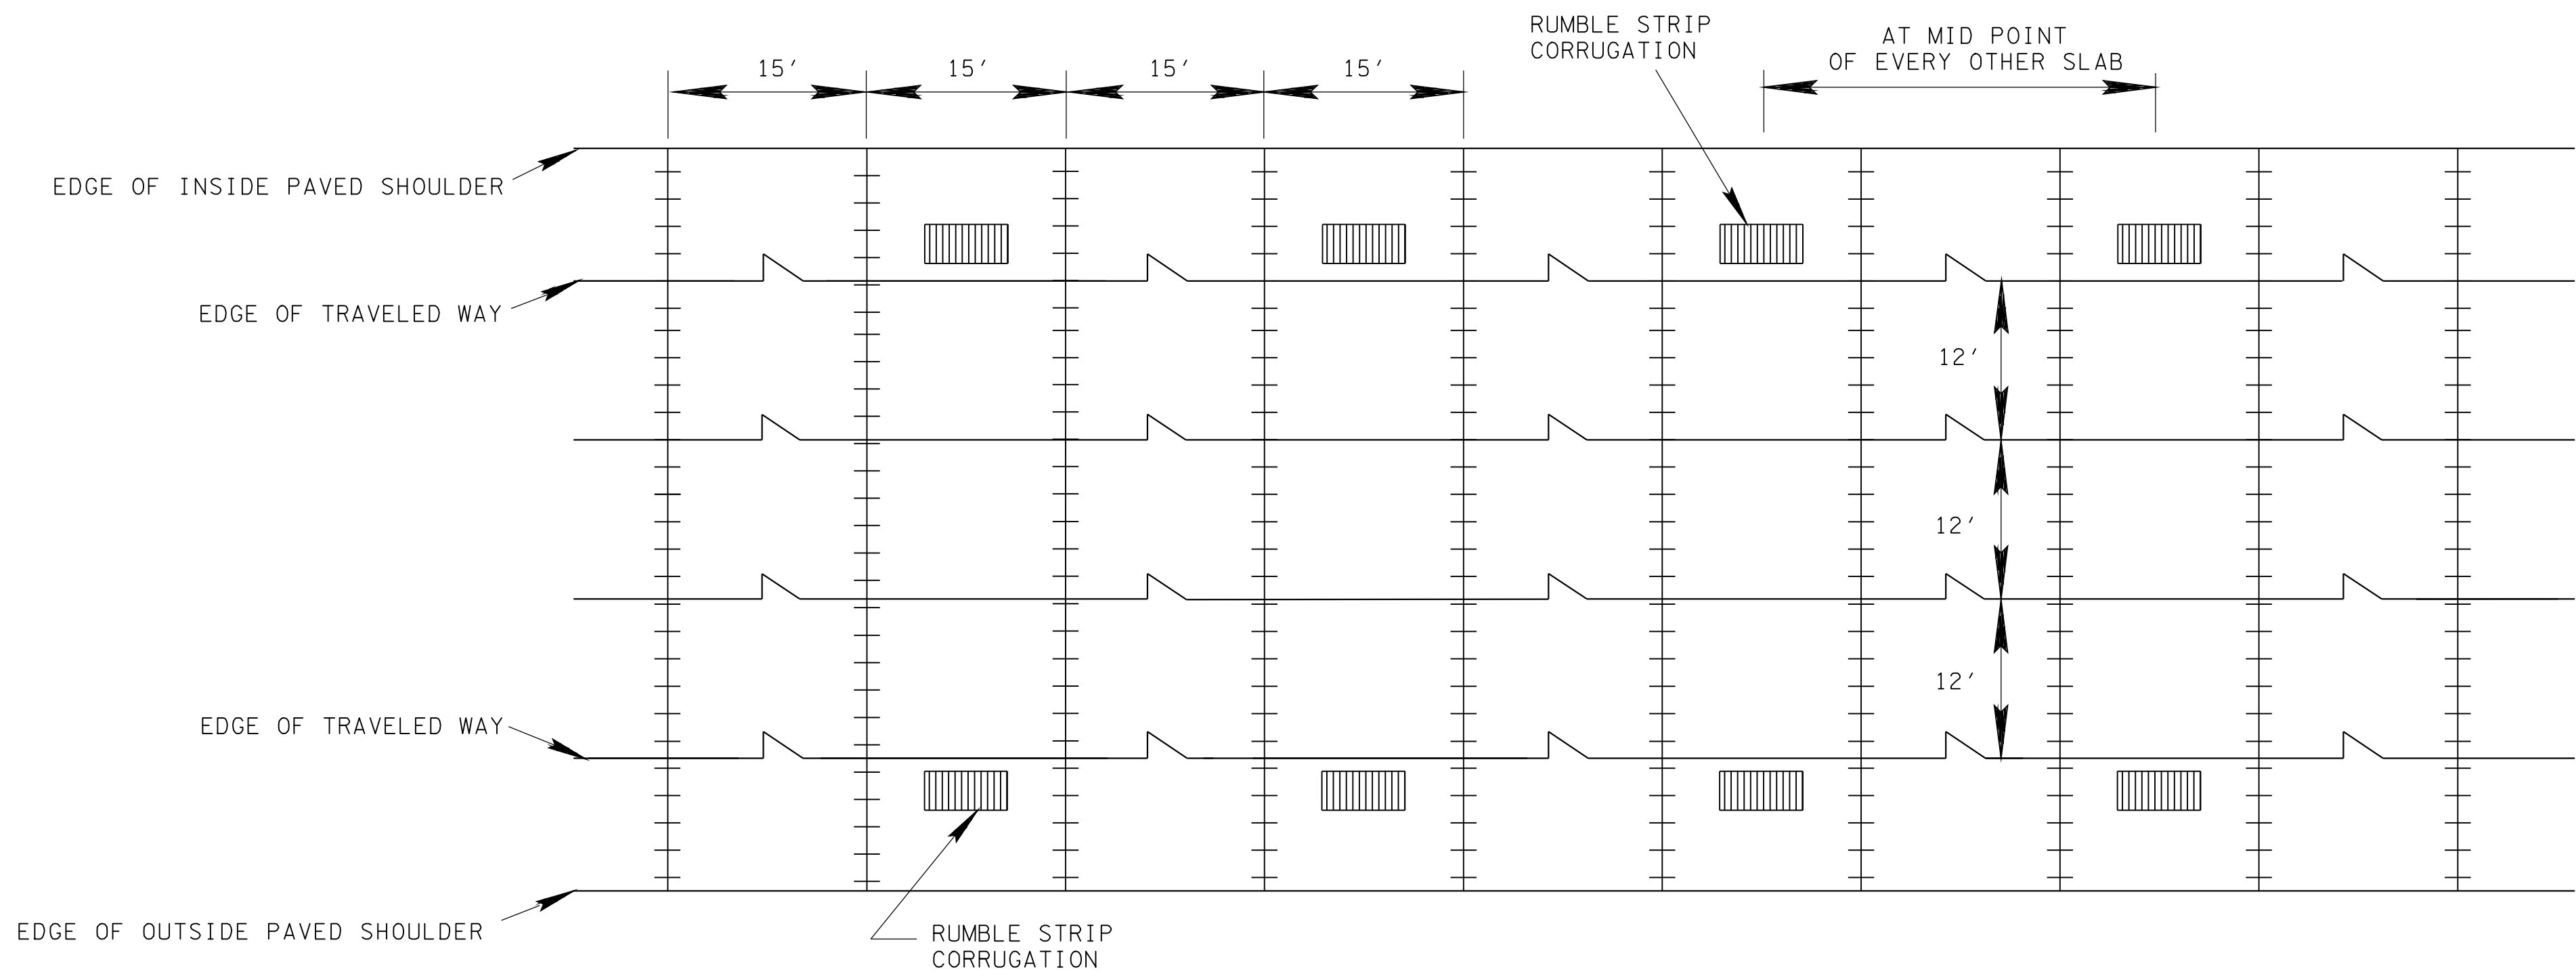 RUMBLE STRIP
CORRUGATION
AT MID POINT
OF EVERY OTHER SLAB
15'
15'
15'
15'
EDGE OF INSIDE PAVED SHOULDER
EDGE OF TRAVELED WAY
12'
12'
12'
EDGE OF TRAVELED WAY
EDGE OF OUTSIDE PAVED SHOULDER
RUMBLE STRIP
CORRUGATION